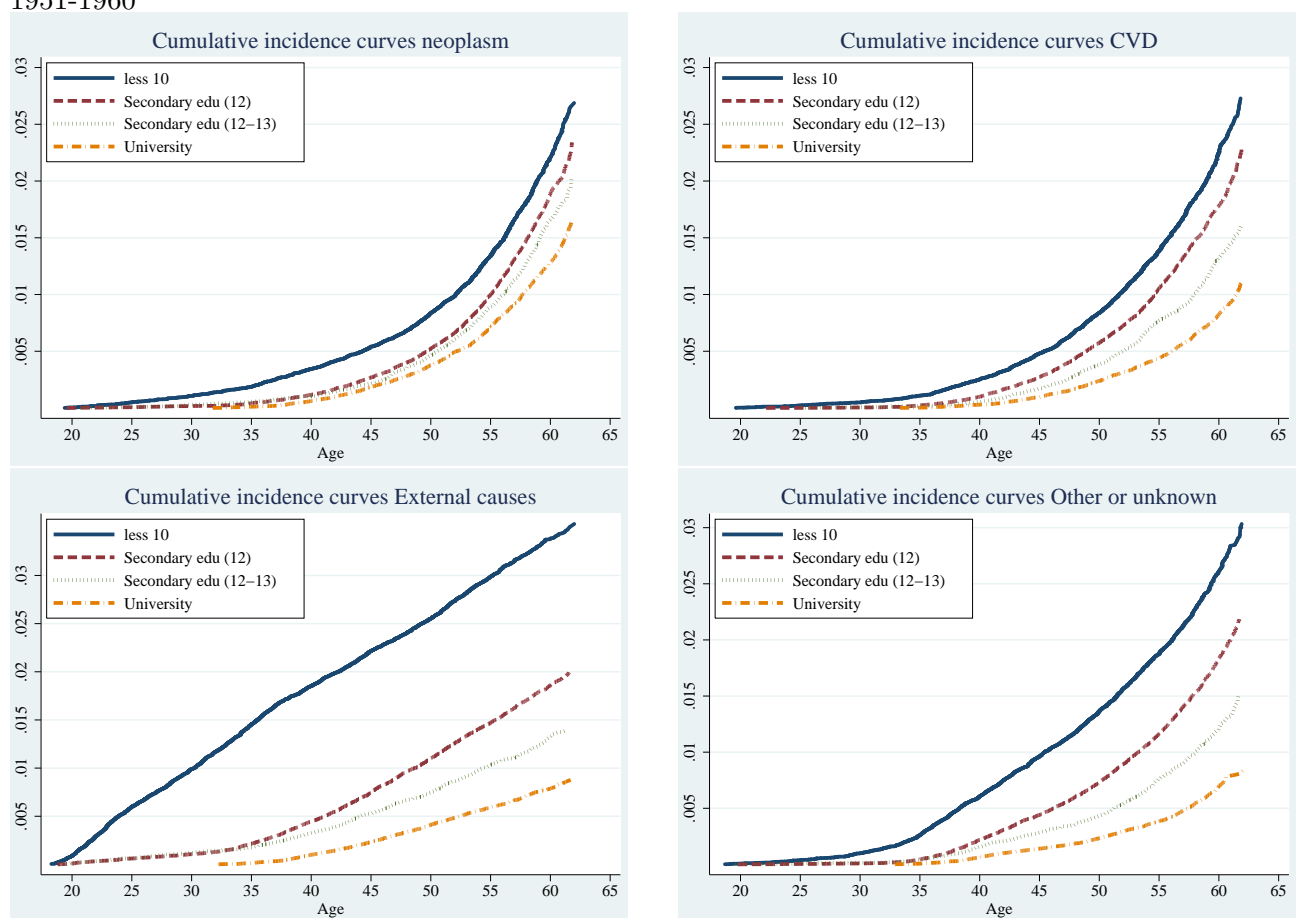 1951-1960
Cumulative incidence curves neoplasm
less 10
Secondary edu (12)
Secondary edu (12–13)
University
.03
.025
.02
.015
.01
.005
20 25 30 35 40 45 50 55 60 65
Age
Cumulative incidence curves CVD
less 10
Secondary edu (12)
Secondary edu (12–13)
University
.03
.025
.02
.015
.01
.005
20 25 30 35 40 45 50 55 60 65
Age
Cumulative incidence curves External causes
less 10
Secondary edu (12)
Secondary edu (12–13)
University
.03
.025
.02
.015
.01
.005
20 25 30 35 40 45 50 55 60 65
Age
Cumulative incidence curves Other or unknown
less 10
Secondary edu (12)
Secondary edu (12–13)
University
.03
.025
.02
.015
.01
.005
20 25 30 35 40 45 50 55 60 65
Age